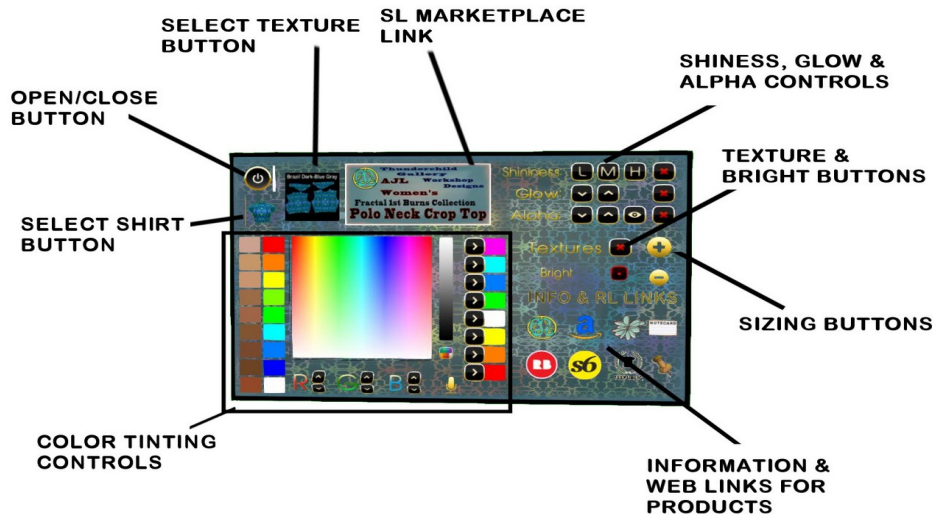 SELECT TEXTURE
BUTTON
SL MARKETPLACE
LINK
SHINESS, GLOW &
ALPHA CONTROLS
OPEN/CLOSE
BUTTON
TEXTURE &
BRIGHT BUTTONS
SELECT SHIRT
BUTTON
Brazil Dark-Blue Gray
Thunderchild
Gallery
AJL Workshop
Designs
Women's
Fractal 1st Burns Collection
Polo Neck Crop Top
Shininess L M H
Glow
Alpha
Textures
Bright
INFO & RL LINKS
a
NOTECARD
RB
s6
R G B
SIZING BUTTONS
COLOR TINTING
CONTROLS
INFORMATION &
WEB LINKS FOR
PRODUCTS